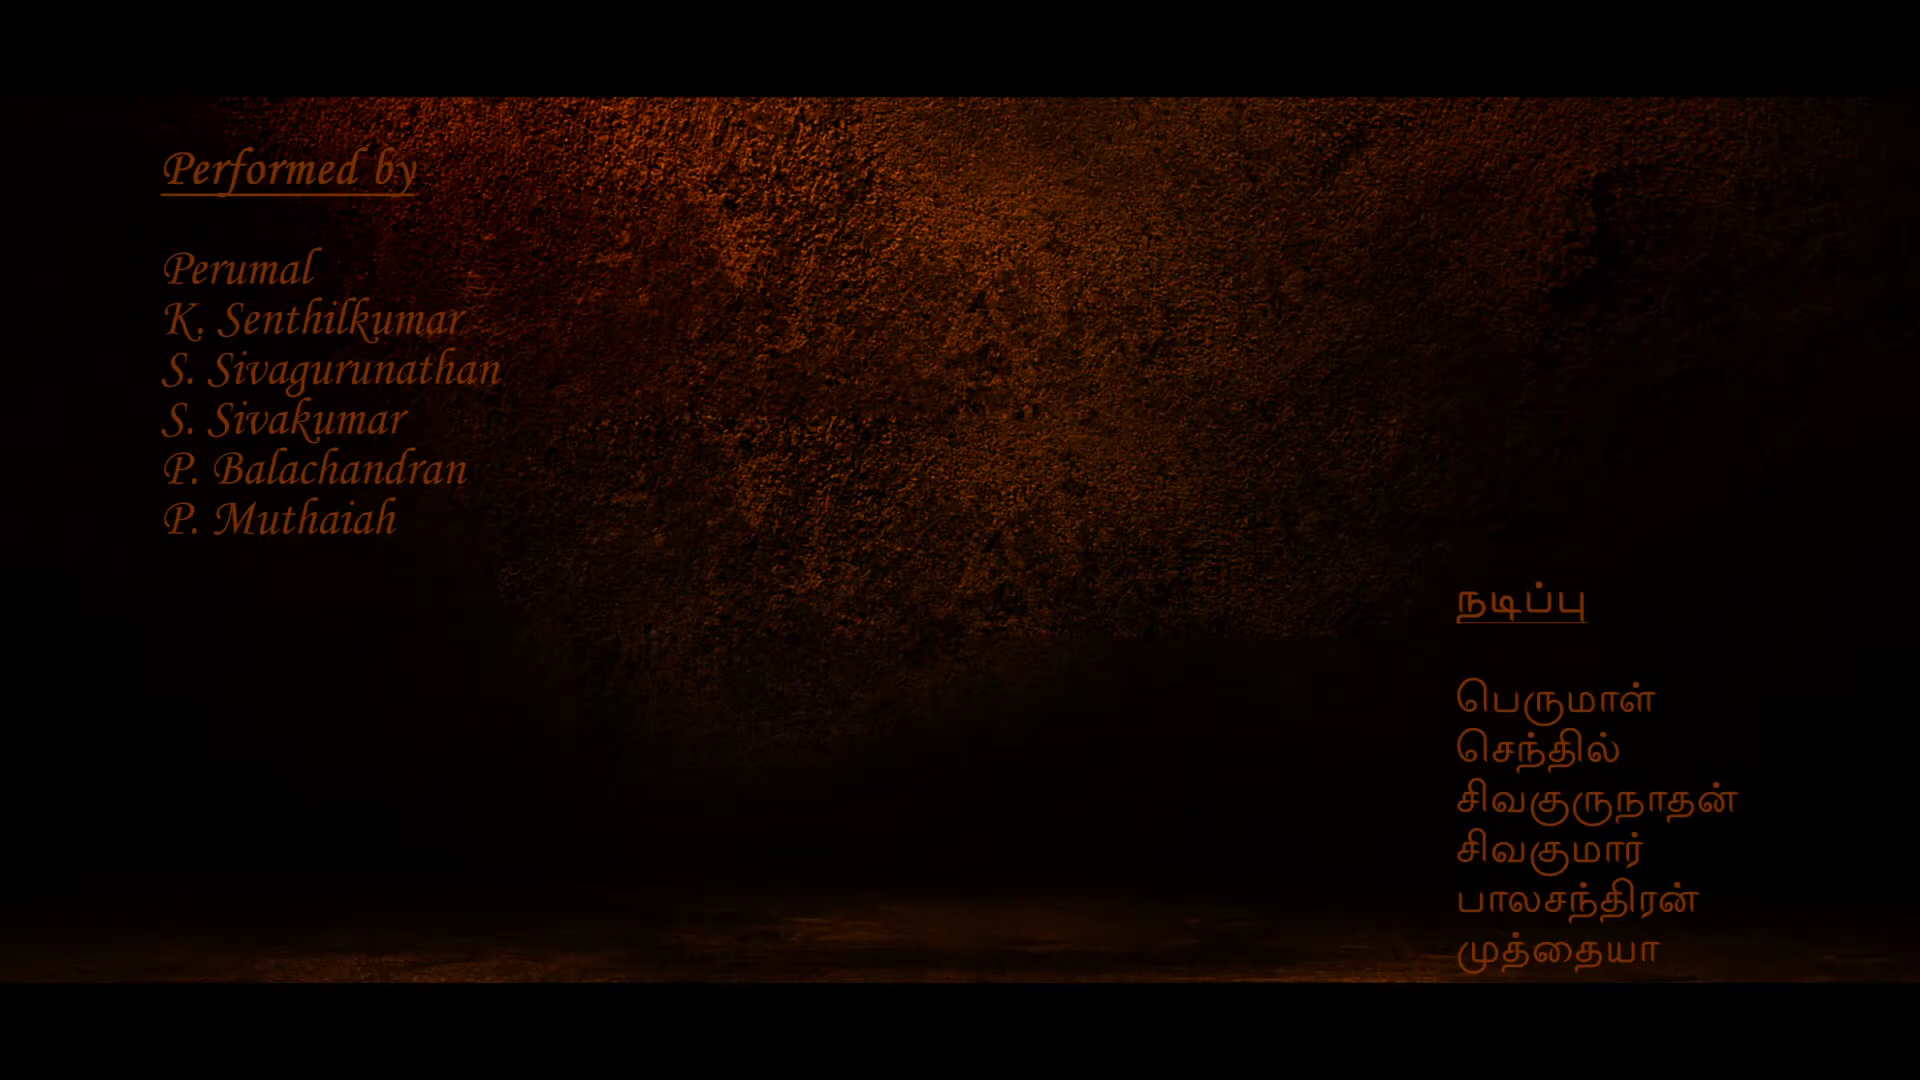 Performed by
Perumal
K. Senthilkumar
S. Sivagurunathan
S. Sivakumar
P. Balachandran
P. Muthaiah
நடிப்பு
பெருமாள்
செந்தில்
சிவகுருநாதன்
சிவகுமார்
பாலசந்திரன்
முத்தையா